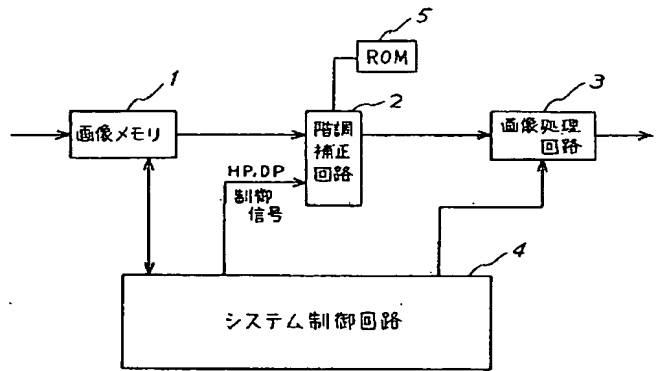 5
ROM
1
2
3
画像メモリ
階調
補正
回路
画像処理
回路
HP,DP
制御
信号
4
システム制御回路